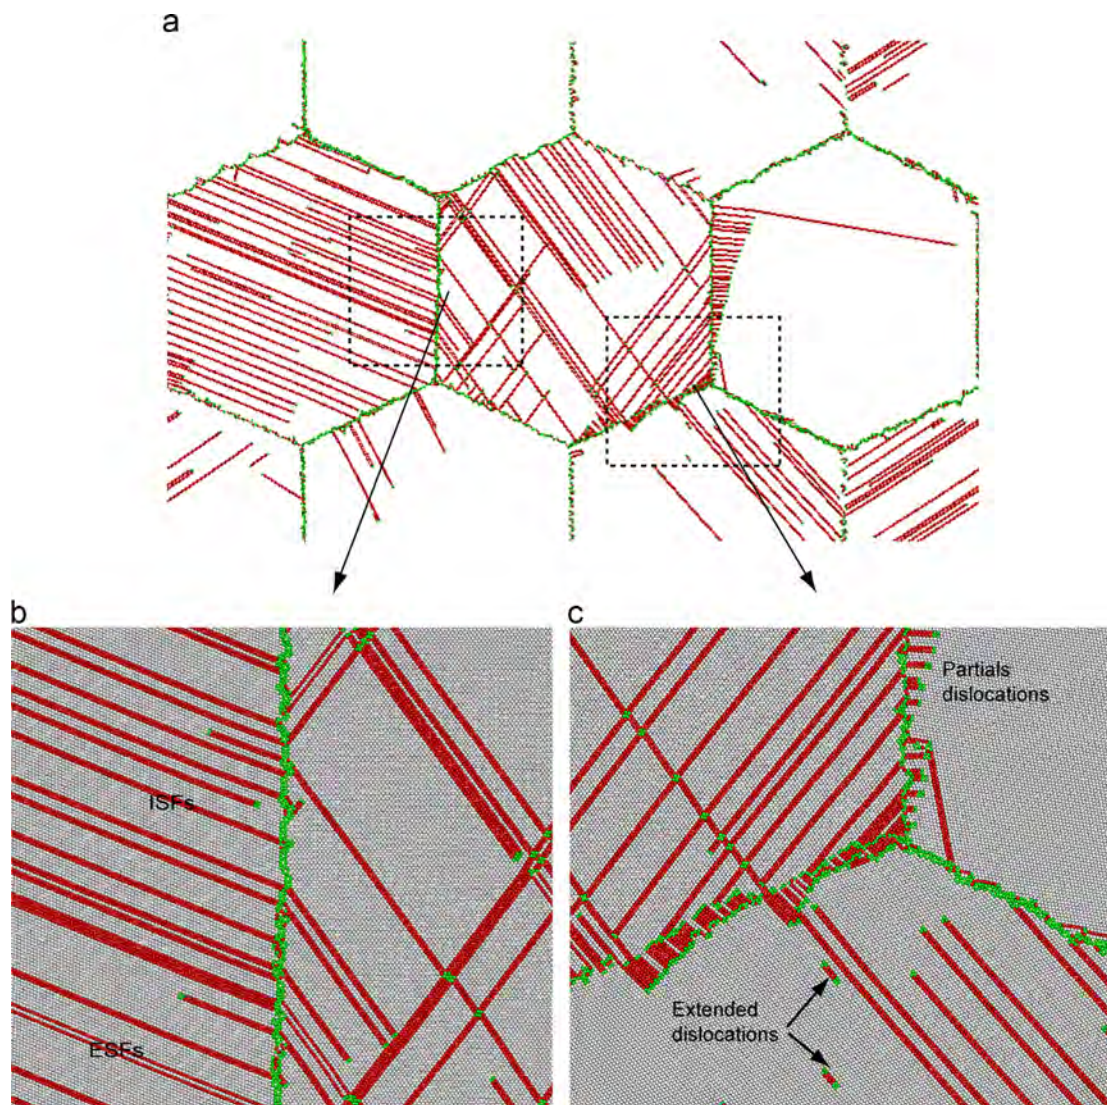 a
b
c
ISFs
ESFs
Partials
dislocations
Extended
dislocations